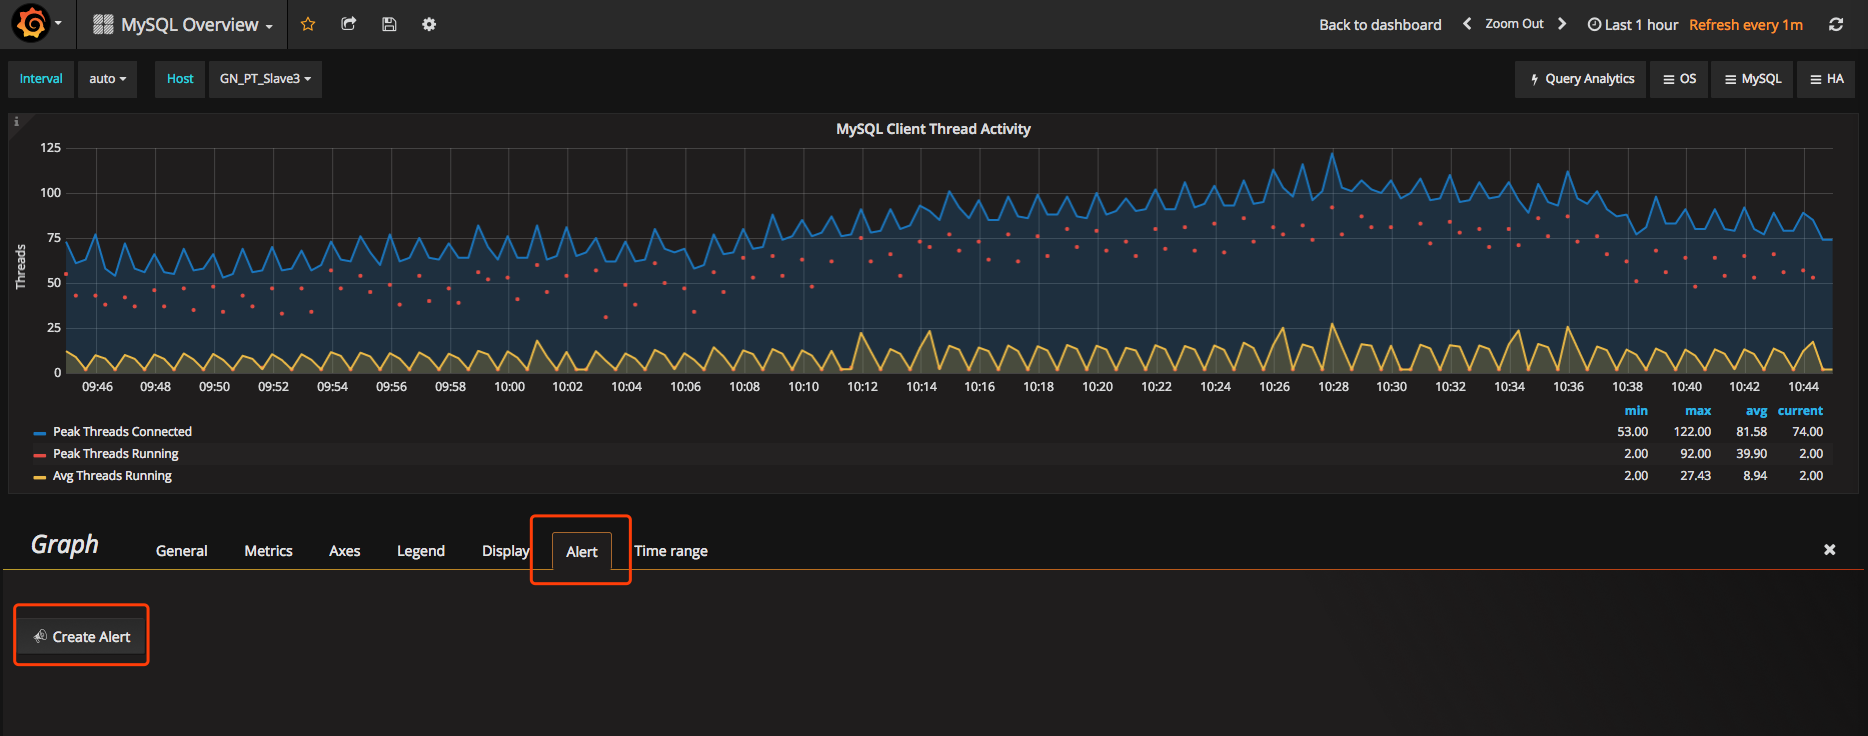 MySQL Overview
Back to dashboard Zoom Out Last 1 hour Refresh every 1m
Interval auto Host GN_PT_Slave3 Query Analytics OS MySQL HA
i
MySQL Client Thread Activity
Threads
125
100
75
50
25
0
09:46 09:48 09:50 09:52 09:54 09:56 09:58 10:00 10:02 10:04 10:06 10:08 10:10 10:12 10:14 10:16 10:18 10:20 10:22 10:24 10:26 10:28 10:30 10:32 10:34 10:36 10:38 10:40 10:42 10:44
min max avg current
Peak Threads Connected 53.00 122.00 81.58 74.00
Peak Threads Running 2.00 92.00 39.90 2.00
Avg Threads Running 2.00 27.43 8.94 2.00
Graph General Metrics Axes Legend Display Alert Time range
Create Alert